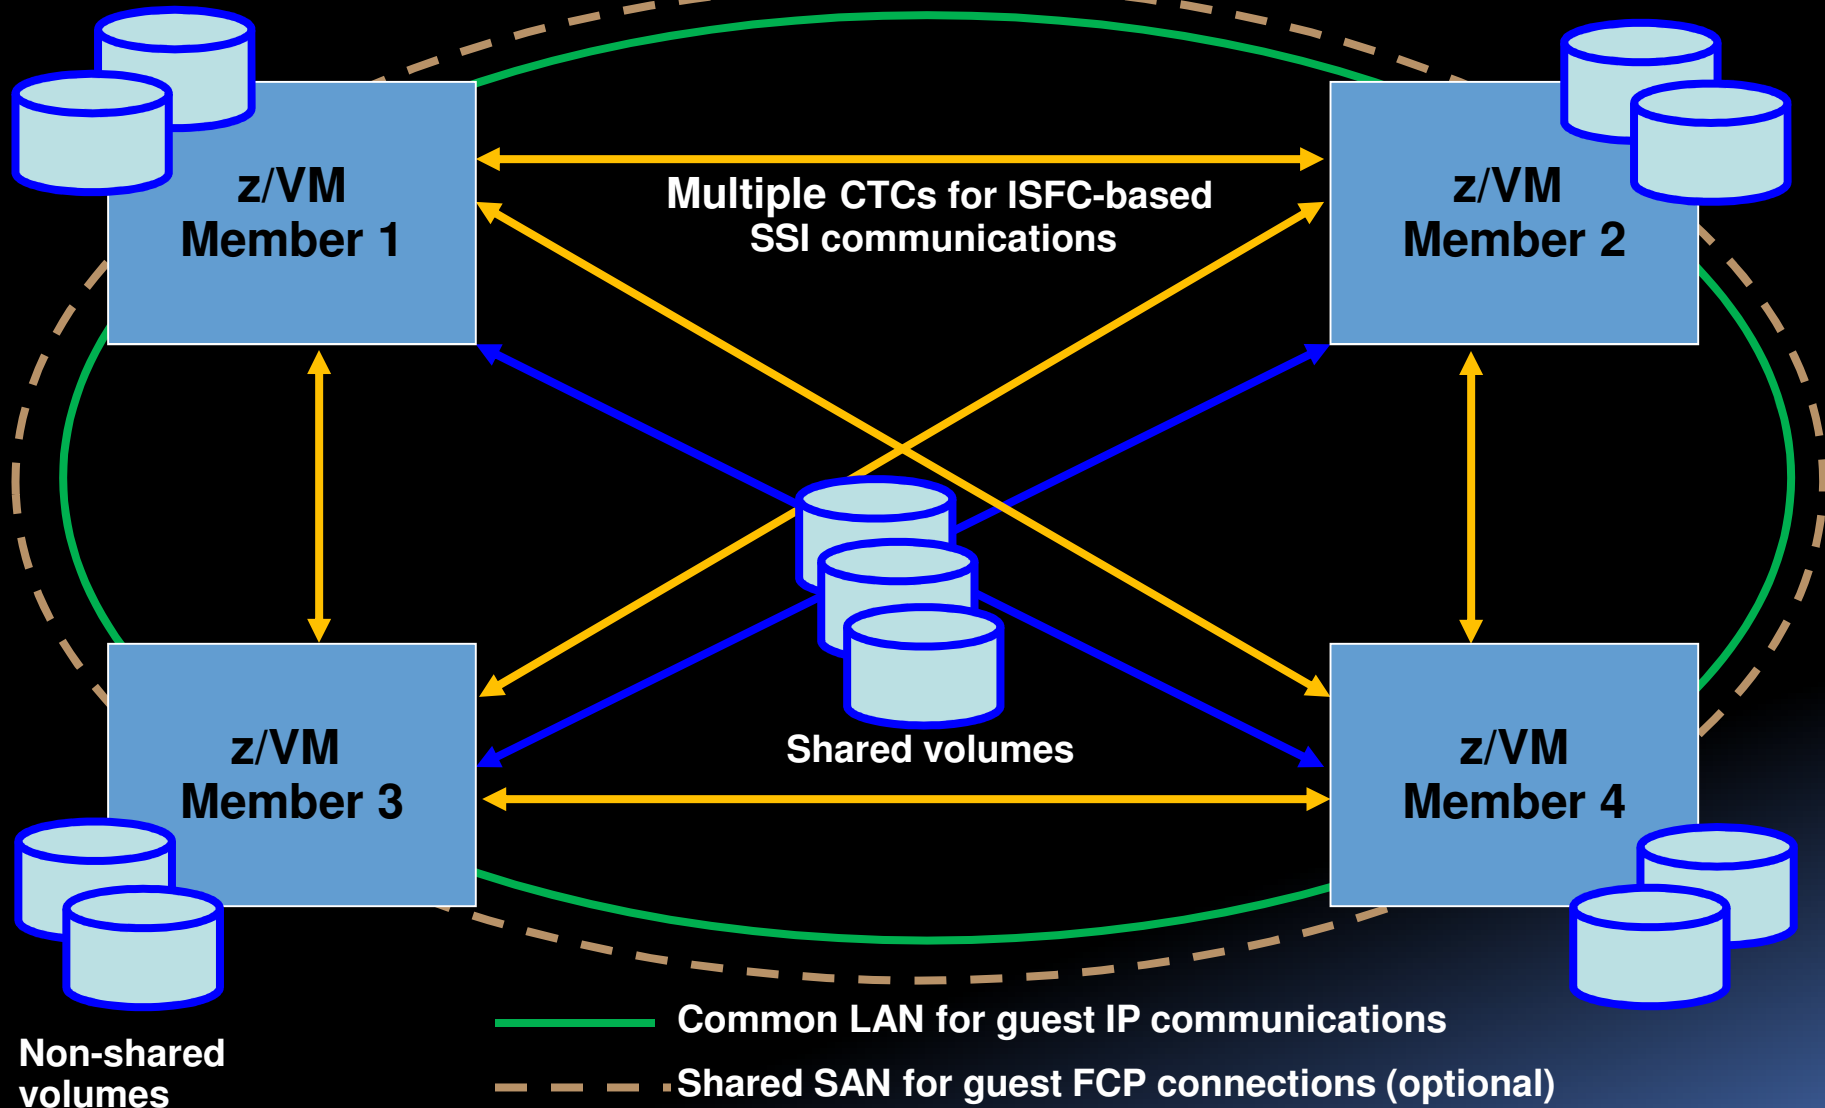 z/VM
Member 1
Multiple CTCs for ISFC-based
SSI communications
z/VM
Member 2
z/VM
Member 3
Shared volumes
z/VM
Member 4
Non-shared
volumes
Common LAN for guest IP communications
Shared SAN for guest FCP connections (optional)